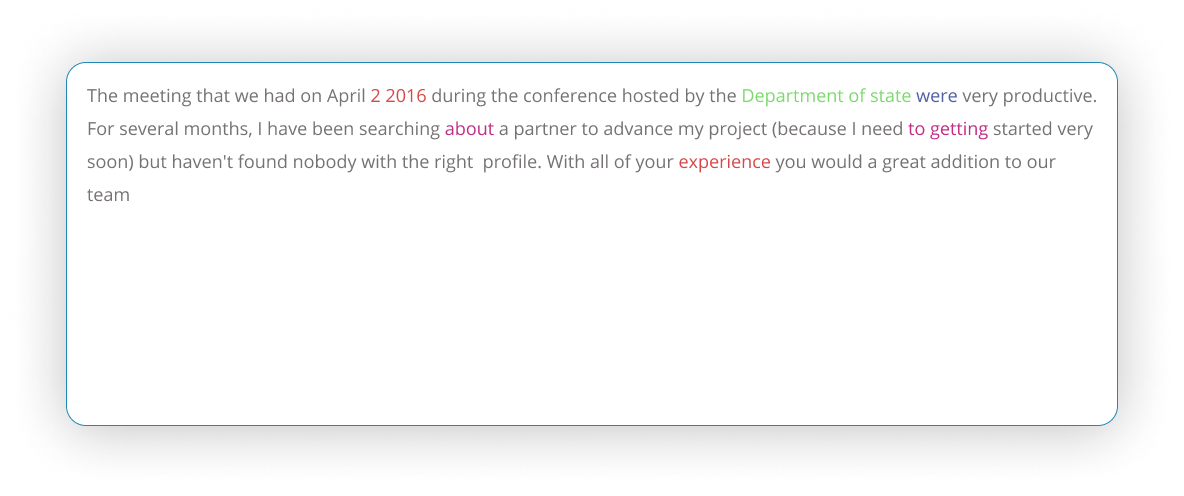 The meeting that we had on April 2 2016 during the conference hosted by the Department of state were very productive.
For several months, I have been searching about a partner to advance my project (because I need to getting started very
soon) but haven't found nobody with the right  profile. With all of your experience you would a great addition to our
team